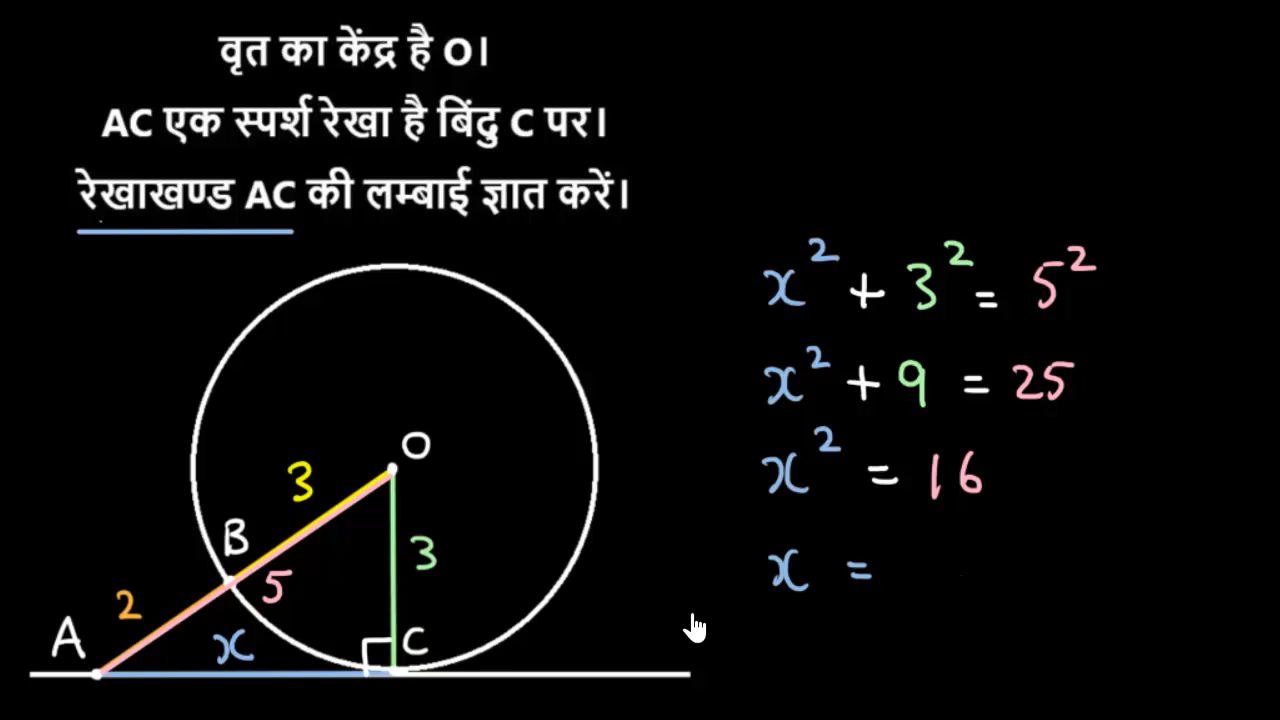 वृत का केंद्र है O।
AC एक स्पर्श रेखा है बिंदु C पर।
रेखाखण्ड AC की लम्बाई ज्ञात करें।
x² + 3² = 5²
x² + 9 = 25
x² = 16
x =
O
3
B
3
5
2
A
x
C